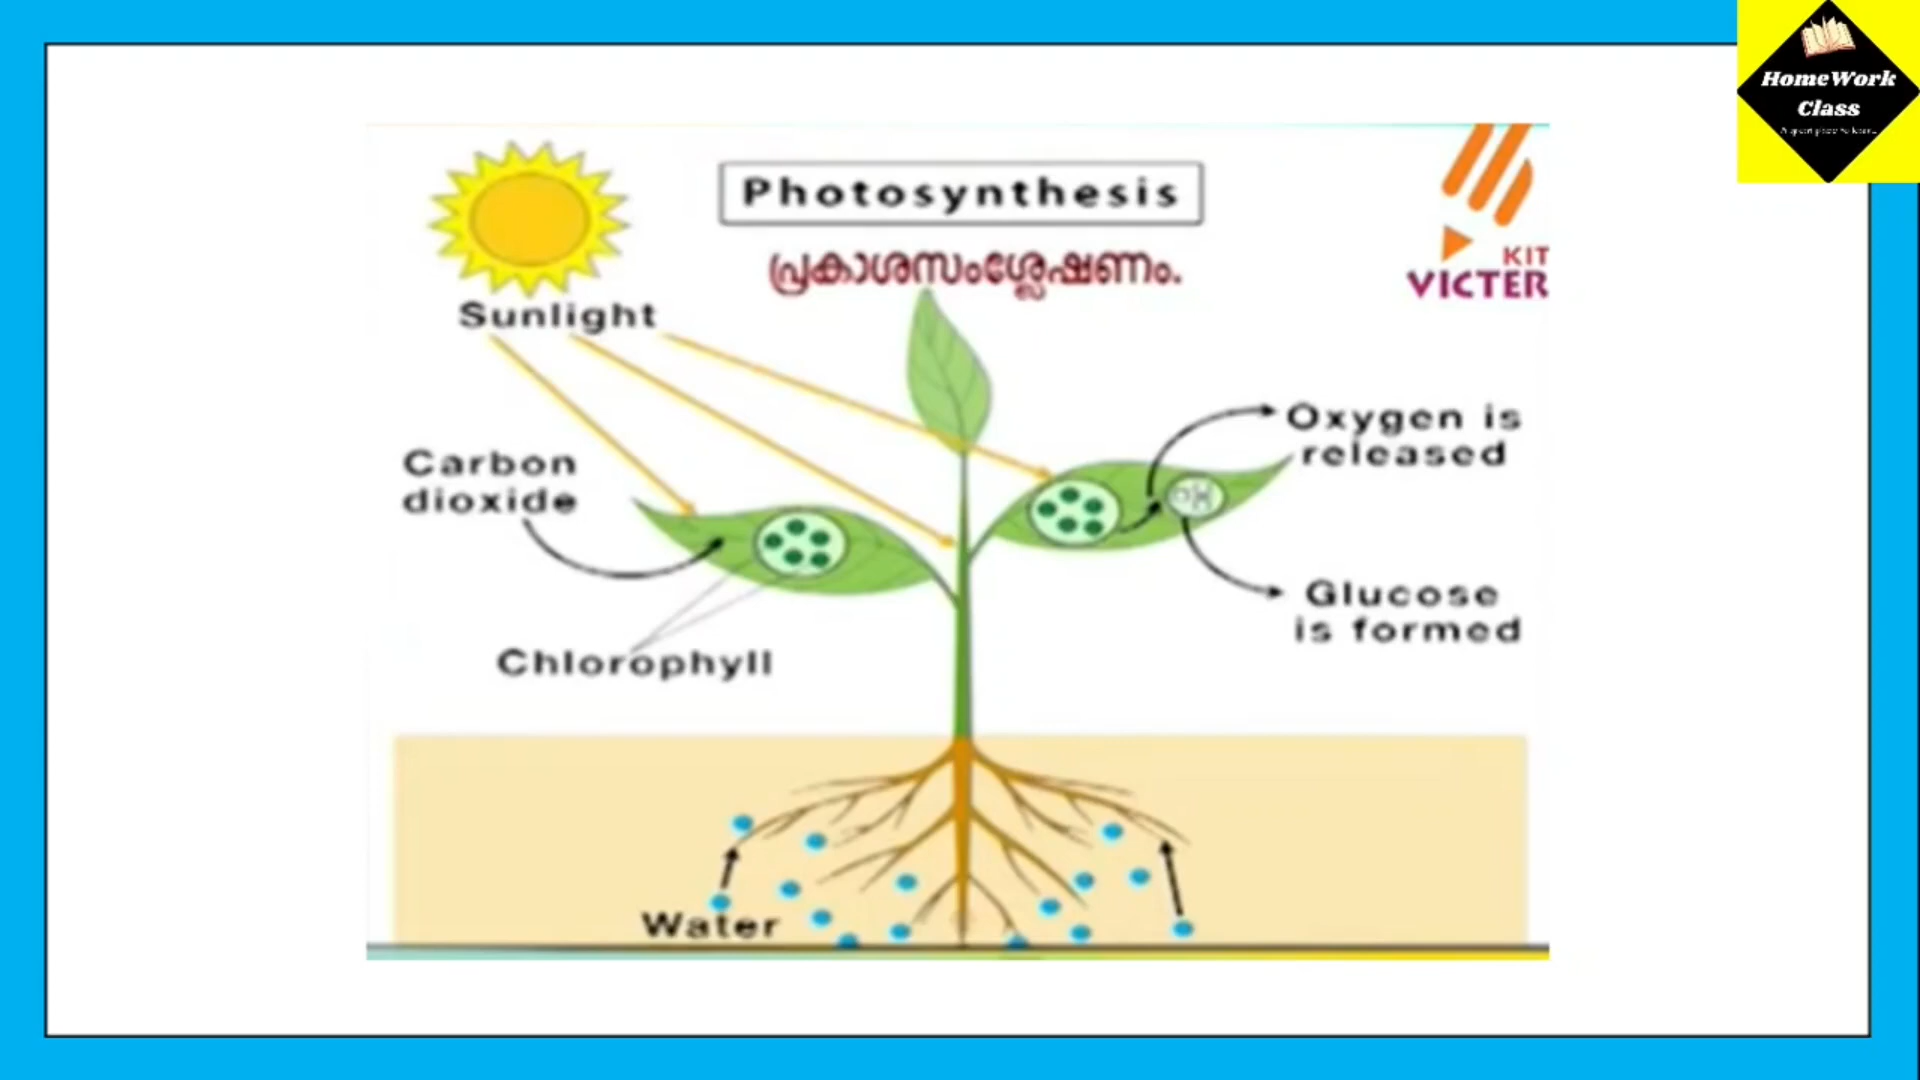 HomeWork
Class
Photosynthesis
പ്രകാശസംശ്ലേഷണം.
KIT
VICTER
Sunlight
Oxygen is
released
Carbon
dioxide
Glucose
is formed
Chlorophyll
Water